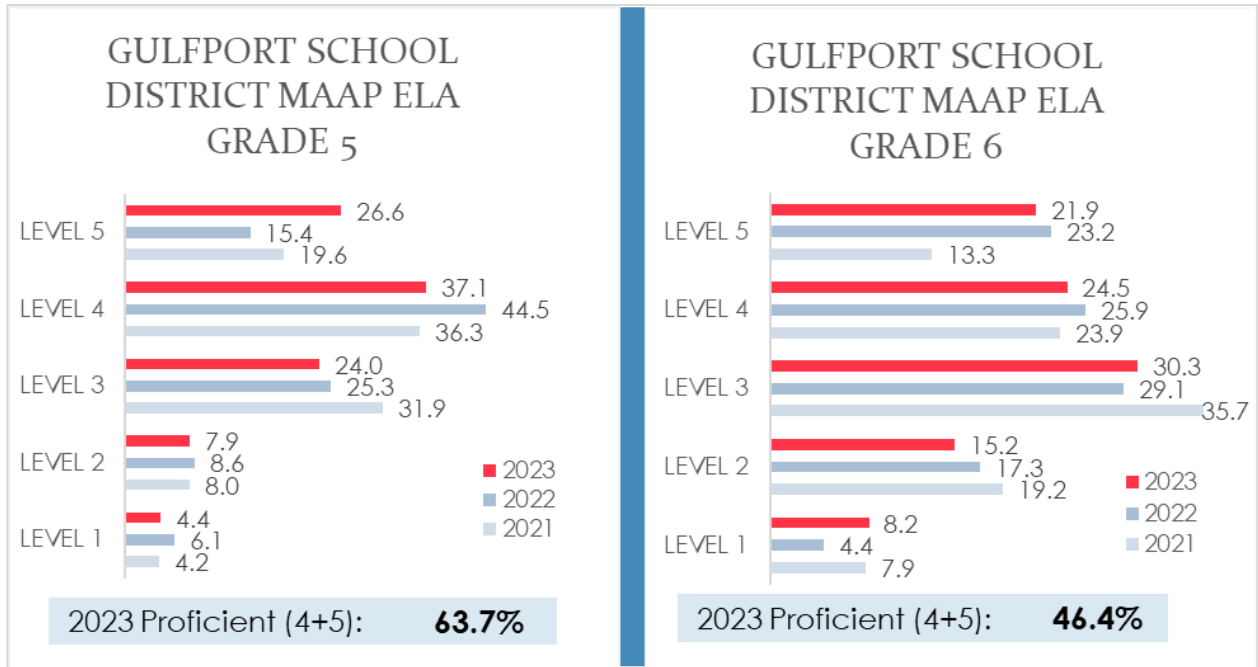 GULFPORT SCHOOL
DISTRICT MAAP ELA
GRADE 5
LEVEL 5
26.6
15.4
19.6
LEVEL 4
37.1
44.5
36.3
LEVEL 3
24.0
25.3
31.9
LEVEL 2
7.9
8.6
8.0
LEVEL 1
4.4
6.1
4.2
2023
2022
2021
2023 Proficient (4+5): 63.7%
GULFPORT SCHOOL
DISTRICT MAAP ELA
GRADE 6
LEVEL 5
21.9
23.2
13.3
LEVEL 4
24.5
25.9
23.9
LEVEL 3
30.3
29.1
35.7
LEVEL 2
15.2
17.3
19.2
LEVEL 1
8.2
4.4
7.9
2023
2022
2021
2023 Proficient (4+5): 46.4%